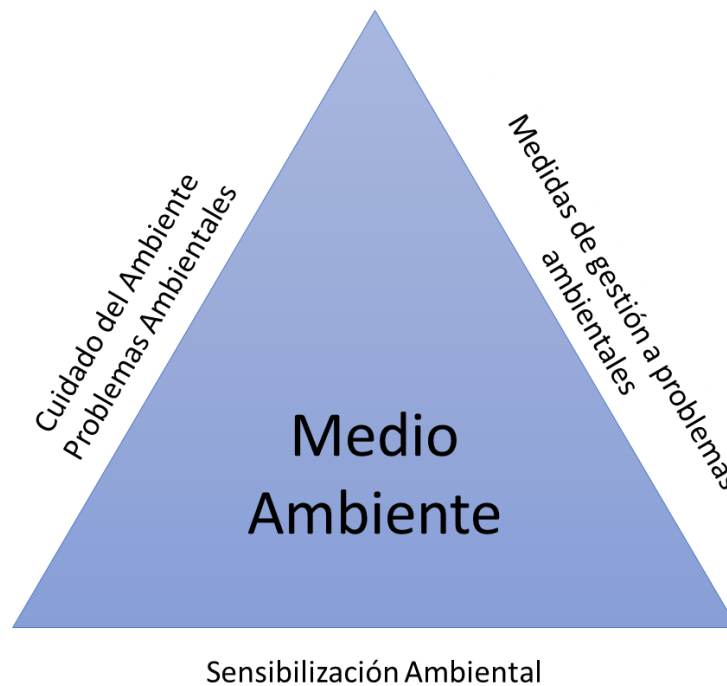 Cuidado del Ambiente
Problemas Ambientales
Medidas de gestión a problemas
ambientales
Medio
Ambiente
Sensibilización Ambiental